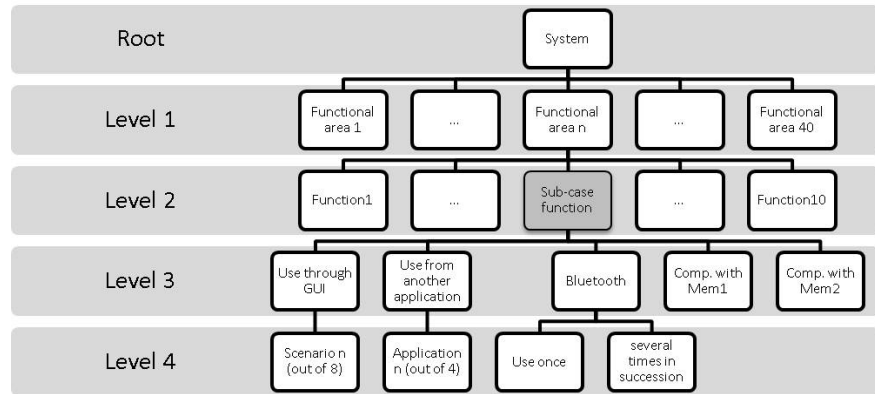 Root
System
Level 1
Functional
area 1
...
Functional
area n
...
Functional
area 40
Level 2
Function1
...
Sub-case
function
...
Function10
Level 3
Use through
GUI
Use from
another
application
Bluetooth
Comp. with
Mem1
Comp. with
Mem2
Level 4
Scenario n
(out of 8)
Application
n (out of 4)
Use once
several
times in
succession